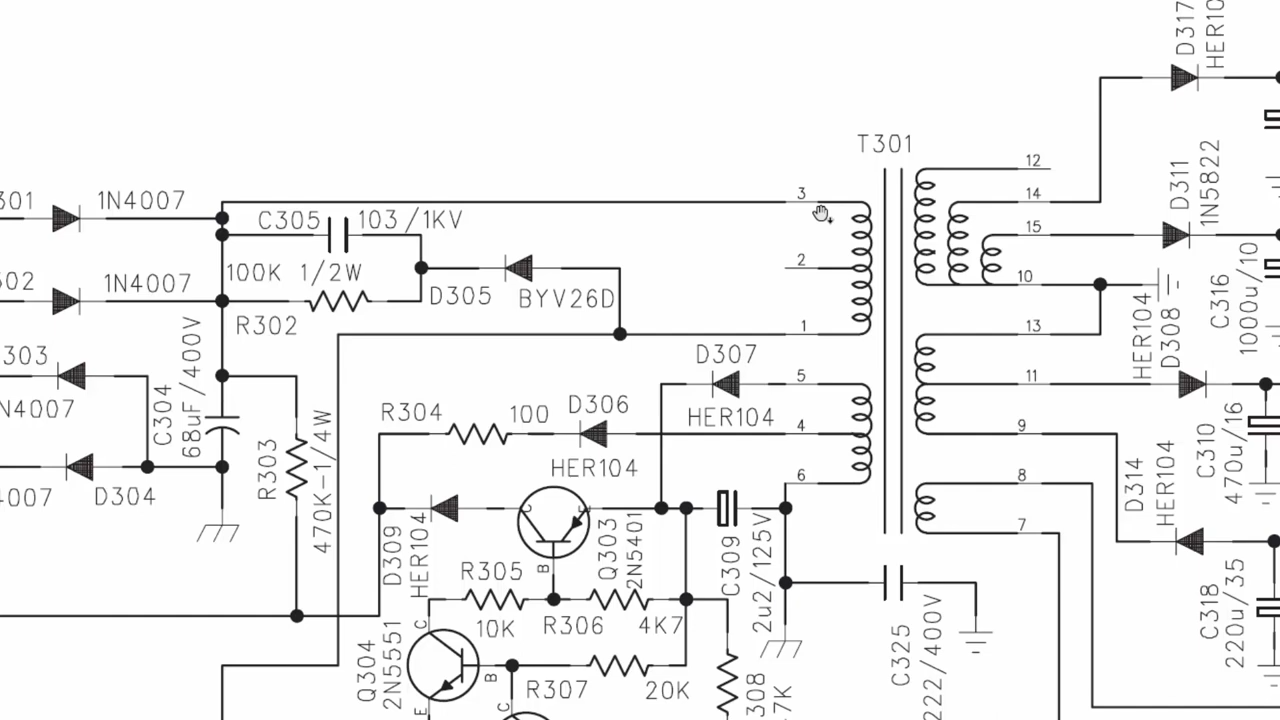 D317
HER10
T301
12
301
1N4007
3
14
D311
1N5822
C305
103/1KV
15
302
1N4007
100K
1/2W
2
10
D305
BYV26D
R302
1
13
HER104
D308
C316
1000u/10
303
N4007
C304
68uF/400V
D307
5
11
HER104
R304
100
D306
4
9
HER104
R303
470K-1/4W
6
8
D314
HER104
C310
470u/16
4007
D304
C
E
7
D309
HER104
B
Q303
2N5401
C309
2u2/125V
R305
10K
R306
4K7
C325
222/400V
C318
220u/35
Q304
2N5551
C
B
E
R307
20K
C
308
.7K